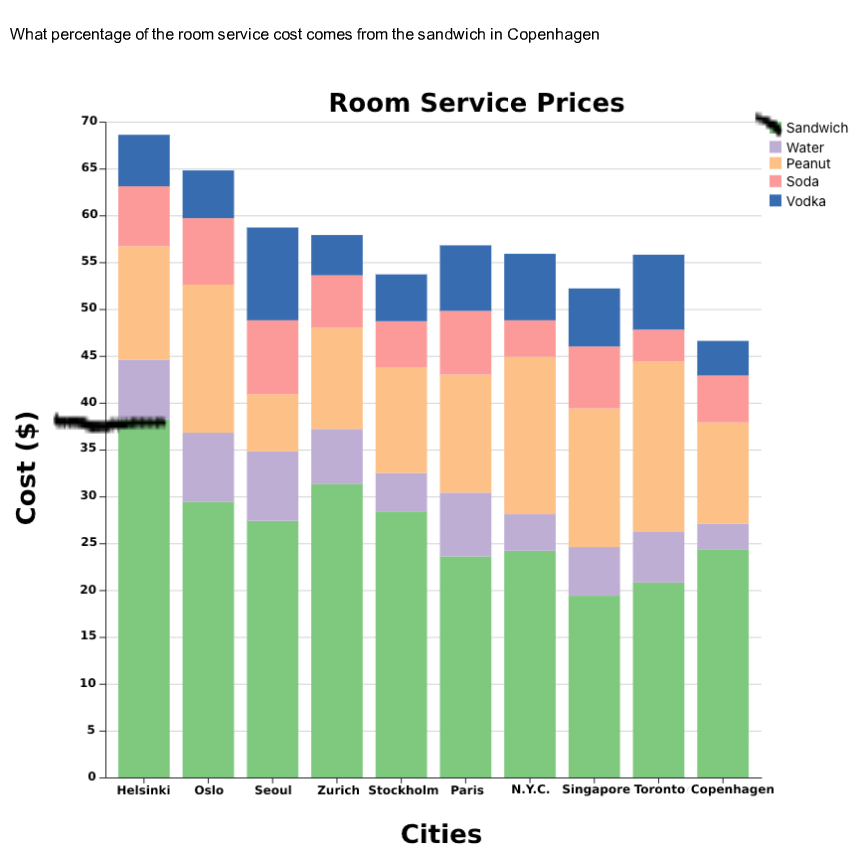 What percentage of the room service cost comes from the sandwich in Copenhagen
Room Service Prices
Sandwich
Water
Peanut
Soda
Vodka
70
65
60
55
50
45
40
35
30
25
20
15
10
5
0
Cost ($)
Helsinki Oslo Seoul Zurich Stockholm Paris N.Y.C. Singapore Toronto Copenhagen
Cities